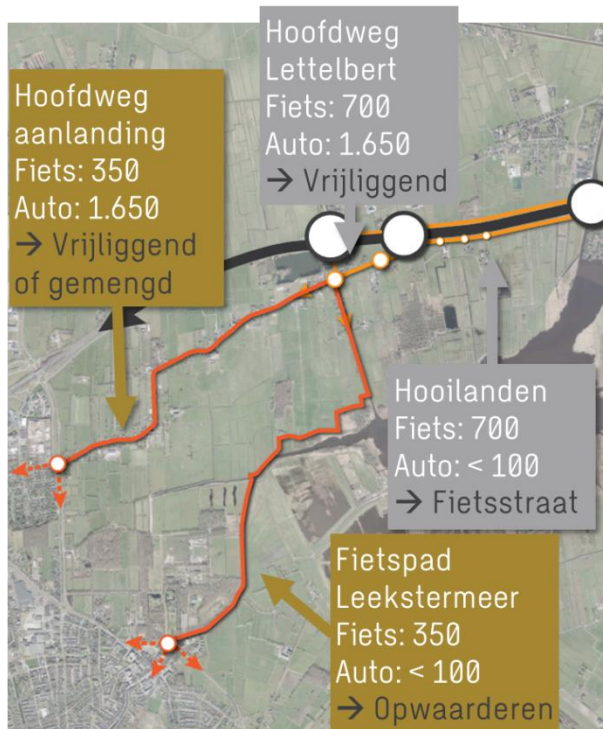 Hoofdweg
Lettelbert
Fiets: 700
Auto: 1.650
→ Vrijliggend
Hoofdweg
aanlanding
Fiets: 350
Auto: 1.650
→ Vrijliggend
of gemengd
Hooilanden
Fiets: 700
Auto: < 100
→ Fietsstraat
Fietspad
Leekstermeer
Fiets: 350
Auto: < 100
→ Opwaarderen